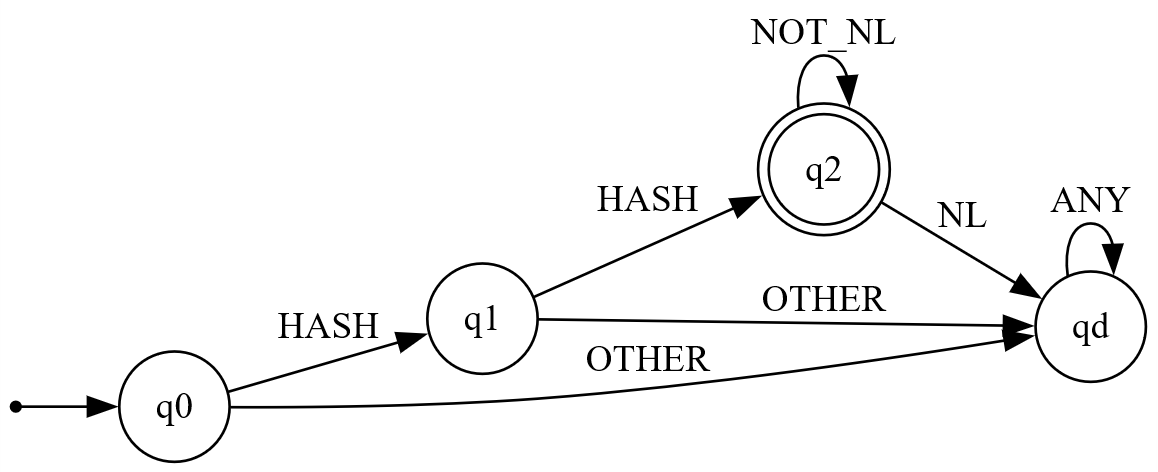 NOT_NL
q2
HASH
NL
ANY
q1
OTHER
qd
HASH
OTHER
q0